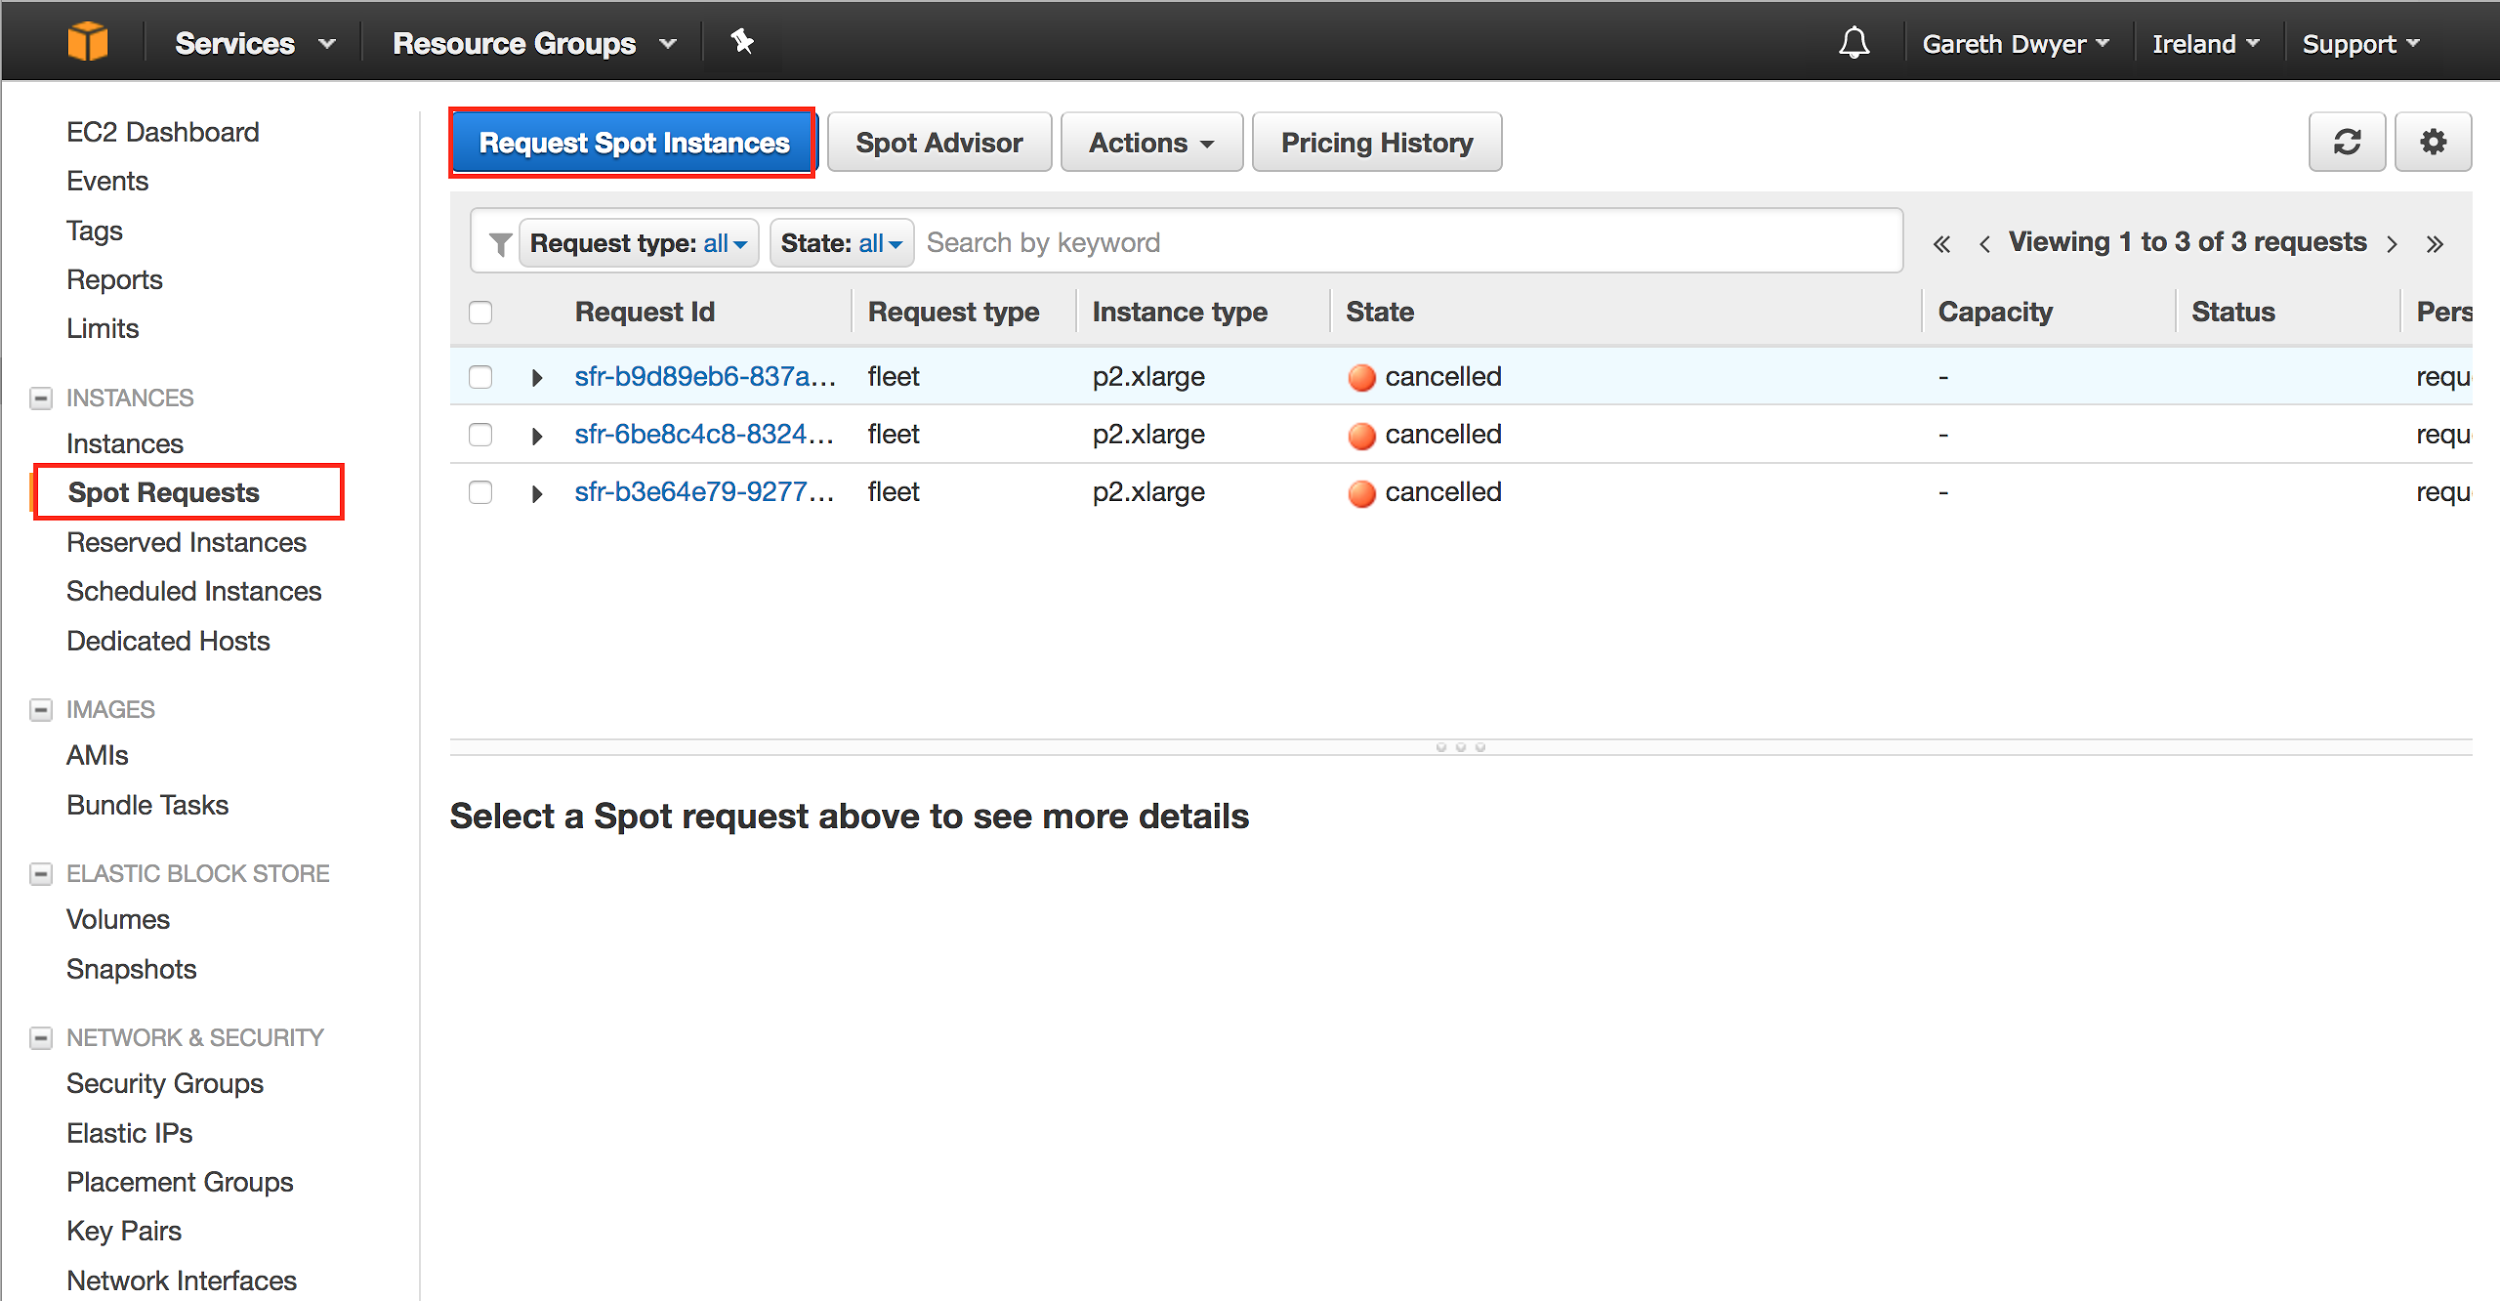 Services
Resource Groups
Gareth Dwyer
Ireland
Support
EC2 Dashboard
Events
Tags
Reports
Limits
INSTANCES
Instances
Spot Requests
Reserved Instances
Scheduled Instances
Dedicated Hosts
IMAGES
AMIs
Bundle Tasks
ELASTIC BLOCK STORE
Volumes
Snapshots
NETWORK & SECURITY
Security Groups
Elastic IPs
Placement Groups
Key Pairs
Network Interfaces
Request Spot Instances
Spot Advisor
Actions
Pricing History
Request type: all
State: all
Search by keyword
« ‹ Viewing 1 to 3 of 3 requests › »
Request Id Request type Instance type State Capacity Status Pers
sfr-b9d89eb6-837a... fleet p2.xlarge cancelled - requ
sfr-6be8c4c8-8324... fleet p2.xlarge cancelled - requ
sfr-b3e64e79-9277... fleet p2.xlarge cancelled - requ
Select a Spot request above to see more details